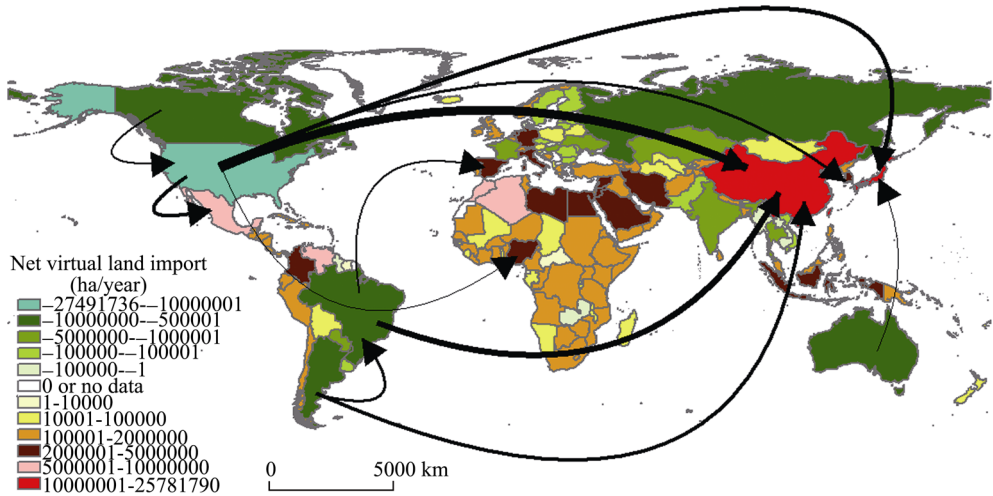 Net virtual land import
(ha/year)
–27491736-–10000001
–10000000-–500001
–5000000-–1000001
–100000-–100001
–100000-–1
0 or no data
1-10000
10001-100000
100001-2000000
2000001-5000000
5000001-10000000
10000001-25781790
0 5000 km